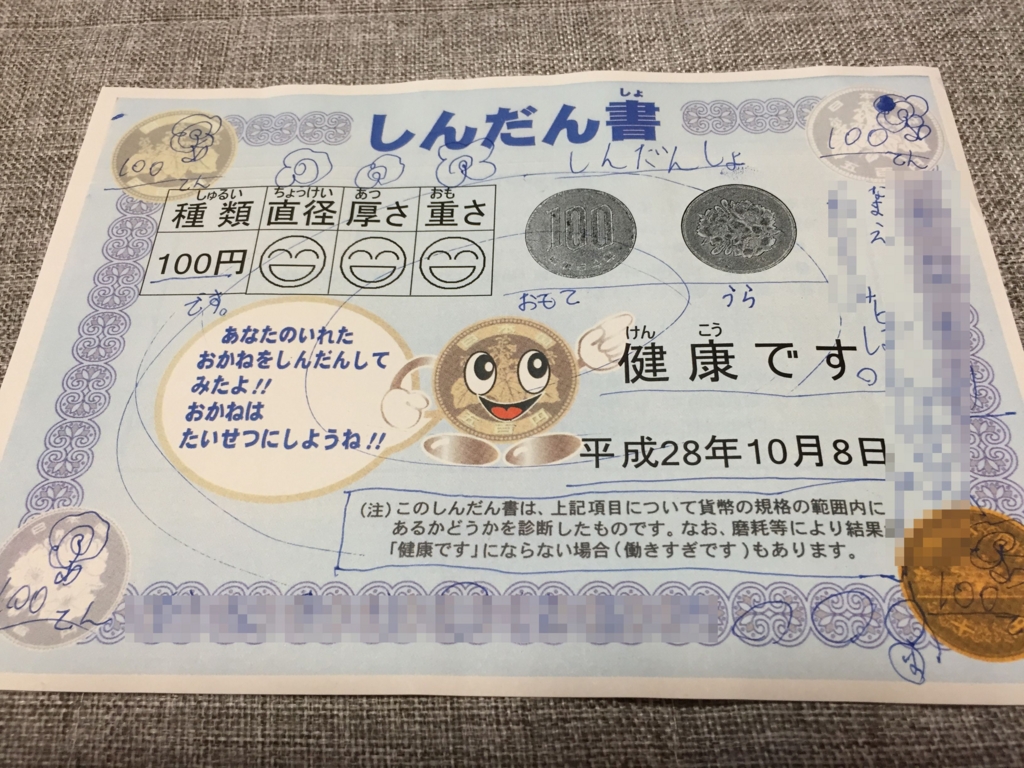 しんだん書
しょ
しんだんしょ
100
てん
100
てん
種類 直径 厚さ 重さ
しゅるい ちょっけい あつ おも
100円
です。
100
おもて
うら
なまえ
あなたのいれた
おかねをしんだんして
みたよ!!
おかねは
たいせつにしようね!!
健康です。
けん こう
平成28年10月8日
(注)このしんだん書は、上記項目について貨幣の規格の範囲内に
あるかどうかを診断したものです。なお、磨耗等により結果
「健康です」にならない場合(働きすぎです)もあります。
100
てん
100